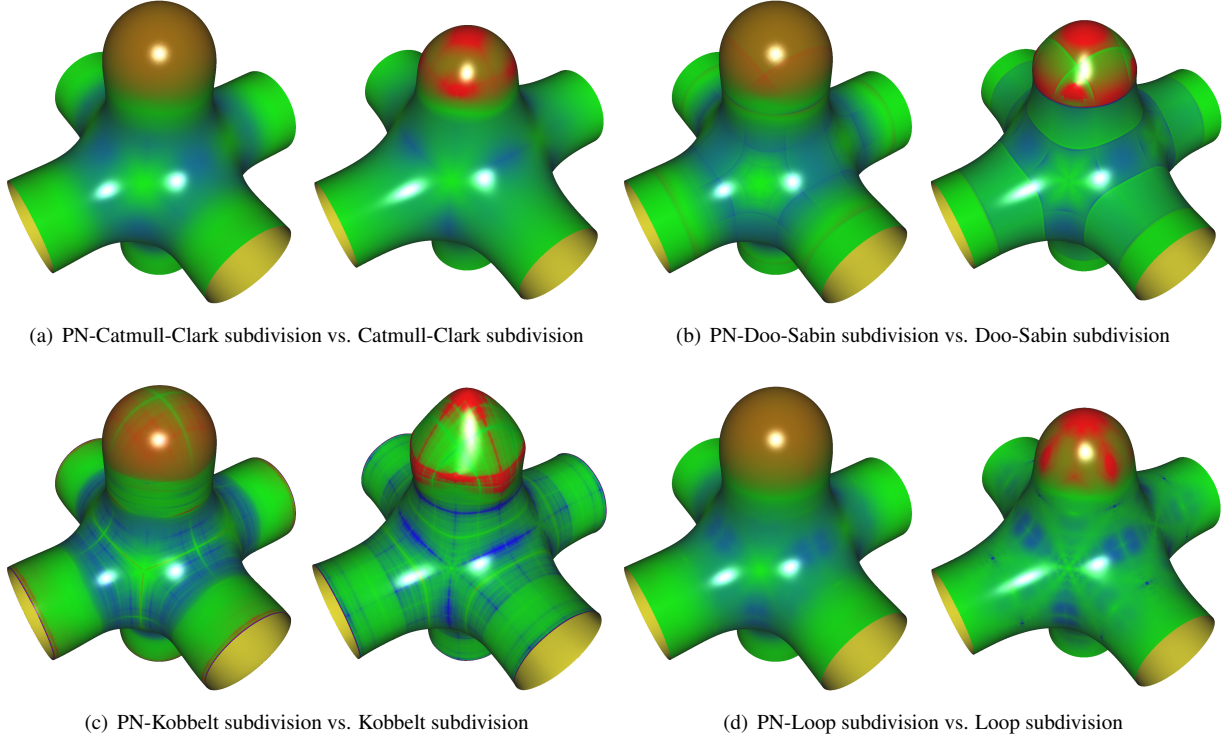 (a) PN-Catmull-Clark subdivision vs. Catmull-Clark subdivision
(b) PN-Doo-Sabin subdivision vs. Doo-Sabin subdivision
(c) PN-Kobbelt subdivision vs. Kobbelt subdivision
(d) PN-Loop subdivision vs. Loop subdivision